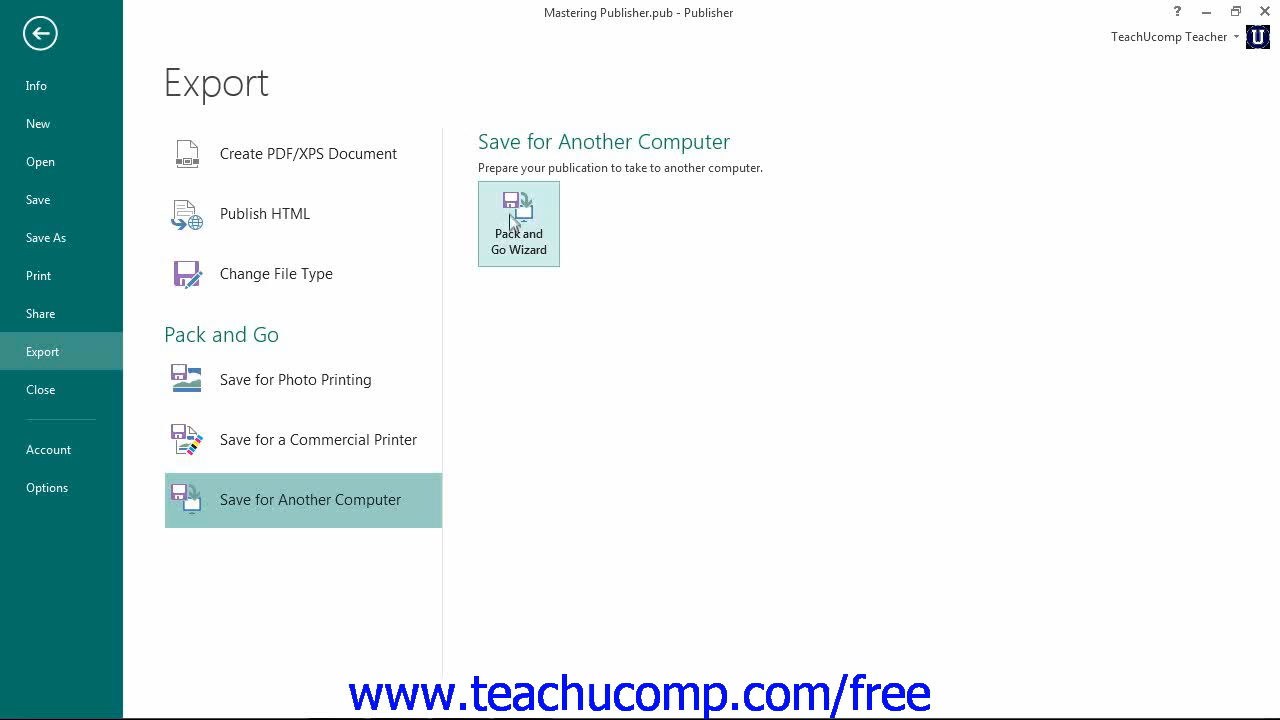 Mastering Publisher.pub - Publisher
?
TeachUcomp Teacher
U
Info
New
Open
Save
Save As
Print
Share
Export
Close
Account
Options
Export
Create PDF/XPS Document
Publish HTML
Change File Type
Pack and Go
Save for Photo Printing
Save for a Commercial Printer
Save for Another Computer
Save for Another Computer
Prepare your publication to take to another computer.
Pack and
Go Wizard
www.teachucomp.com/free